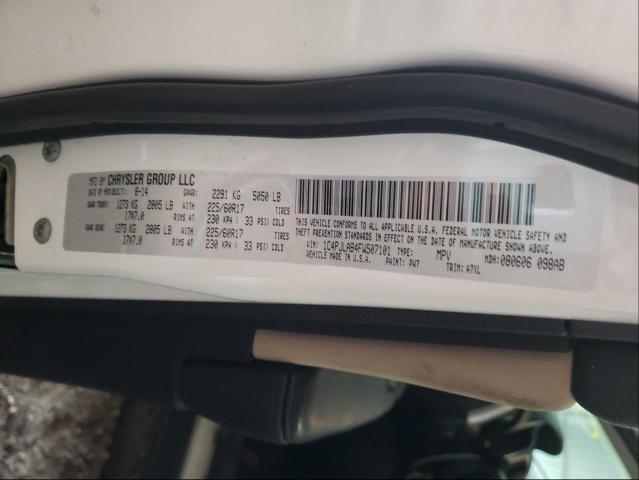 MFD BY CHRYSLER GROUP LLC
DATE OF MFR/BUILT: 8-14 GVWR: 2291 KG 5050 LB
GAWR FRONT: 1273 KG 2805 LB WITH 225/60R17 TIRES
17X7.0 RIMS AT 230 KPA ( 33 PSI) COLD
GAWR REAR: 1273 KG 2805 LB WITH 225/60R17 TIRES
17X7.0 RIMS AT 230 KPA ( 33 PSI) COLD
THIS VEHICLE CONFORMS TO ALL APPLICABLE U.S.A. FEDERAL MOTOR VEHICLE SAFETY AND
THEFT PREVENTION STANDARDS IN EFFECT ON THE DATE OF MANUFACTURE SHOWN ABOVE.
VIN: 1C4PJLAB4FW507101 TYPE: MPV MDH: 080606 098AB
VEHICLE MADE IN U.S.A. PAINT: PW7 TRIM: A7XL